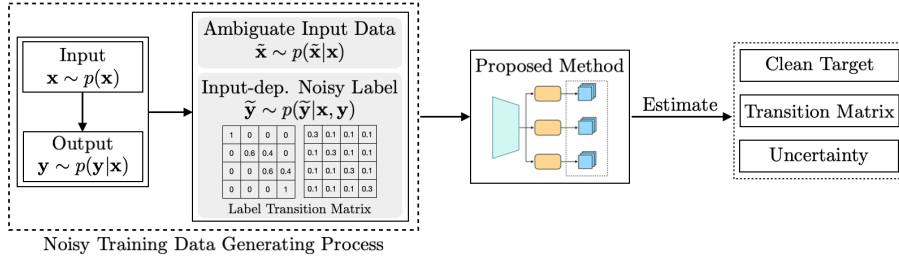 Input
x ∼ p(x)
Output
y ∼ p(y|x)
Ambiguate Input Data
x̃ ∼ p(x̃|x)
Input-dep. Noisy Label
ỹ ∼ p(ỹ|x, y)
1 0 0 0
0 0.6 0.4 0
0 0 0.6 0.4
0 0 0 1
0.3 0.1 0.1 0.1
0.1 0.3 0.1 0.1
0.1 0.1 0.3 0.1
0.1 0.1 0.1 0.3
Label Transition Matrix
Noisy Training Data Generating Process
Proposed Method
Estimate
Clean Target
Transition Matrix
Uncertainty